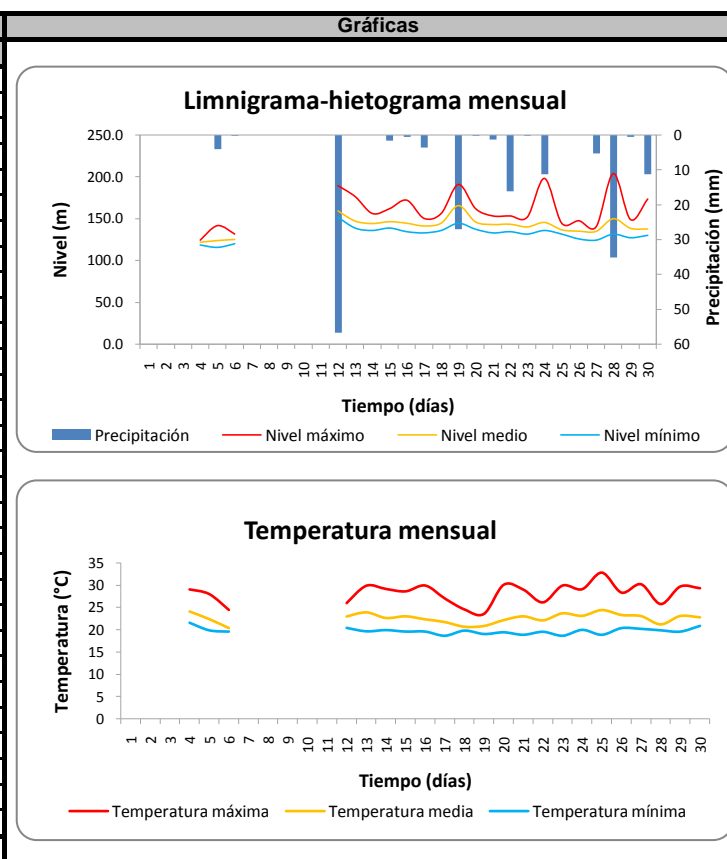 Gráficas
Limnigrama-hietograma mensual
250.0
200.0
150.0
100.0
50.0
0.0
Nivel (m)
0
10
20
30
40
50
60
Precipitación (mm)
1 2 3 4 5 6 7 8 9 10 11 12 13 14 15 16 17 18 19 20 21 22 23 24 25 26 27 28 29 30
Tiempo (días)
Precipitación Nivel máximo Nivel medio Nivel mínimo
Temperatura mensual
35
30
25
20
15
10
5
0
Temperatura (°C)
1 2 3 4 5 6 7 8 9 10 11 12 13 14 15 16 17 18 19 20 21 22 23 24 25 26 27 28 29 30
Tiempo (días)
Temperatura máxima Temperatura media Temperatura mínima